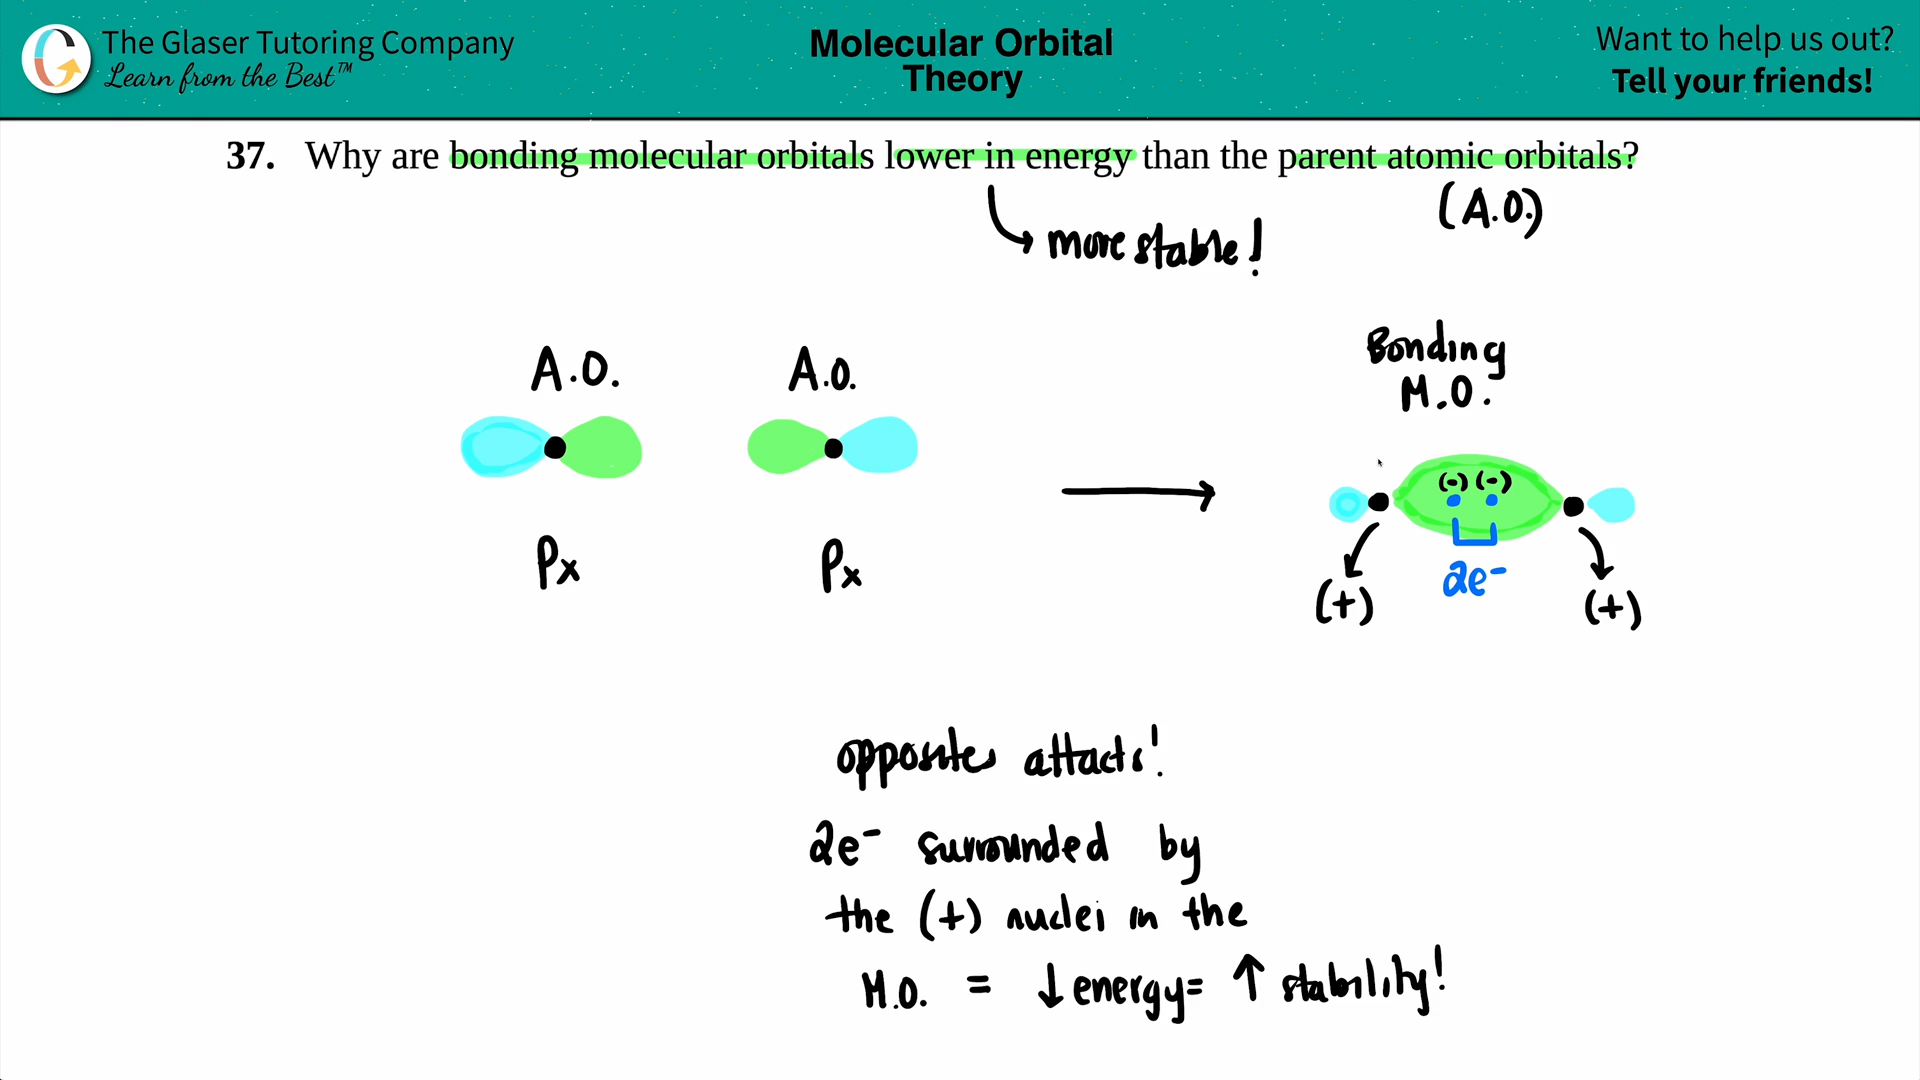 The Glaser Tutoring Company
Learn from the Best™
Molecular Orbital
Theory
Want to help us out?
Tell your friends!
37. Why are bonding molecular orbitals lower in energy than the parent atomic orbitals?
(A.O.)
more stable!
Bonding
M.O.
A.O. A.O.
(-) (-)
Px Px
2e-
(+) (+)
opposites attacts!
2e- surrounded by
the (+) nuclei in the
M.O. = ↓ energy = ↑ stability!